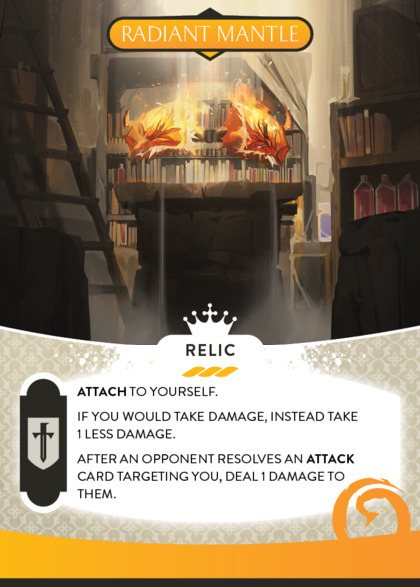 RADIANT MANTLE
RELIC
ATTACH TO YOURSELF.
IF YOU WOULD TAKE DAMAGE, INSTEAD TAKE
1 LESS DAMAGE.
AFTER AN OPPONENT RESOLVES AN ATTACK
CARD TARGETING YOU, DEAL 1 DAMAGE TO
THEM.